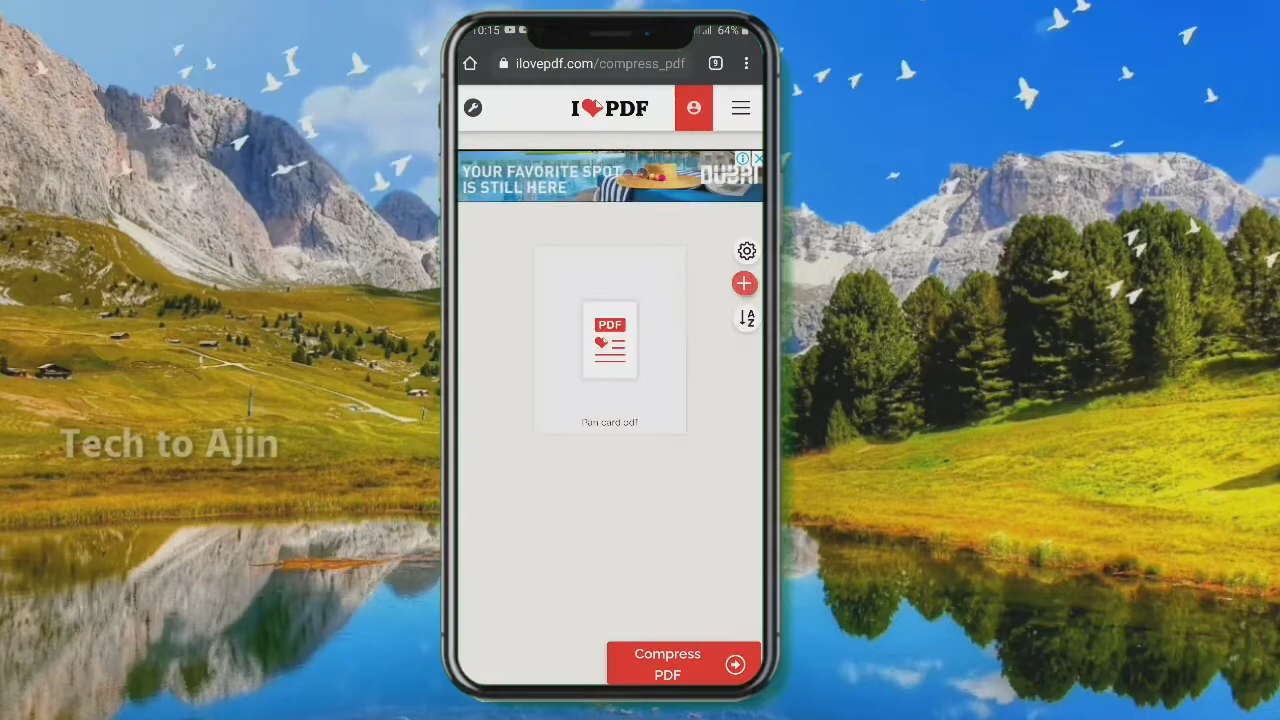 10:15
64%
ilovepdf.com/compress_pdf
9
I PDF
YOUR FAVORITE SPOT
IS STILL HERE
DUBAI
PDF
Pan card pdf
A
Z
Tech to Ajin
Compress
PDF